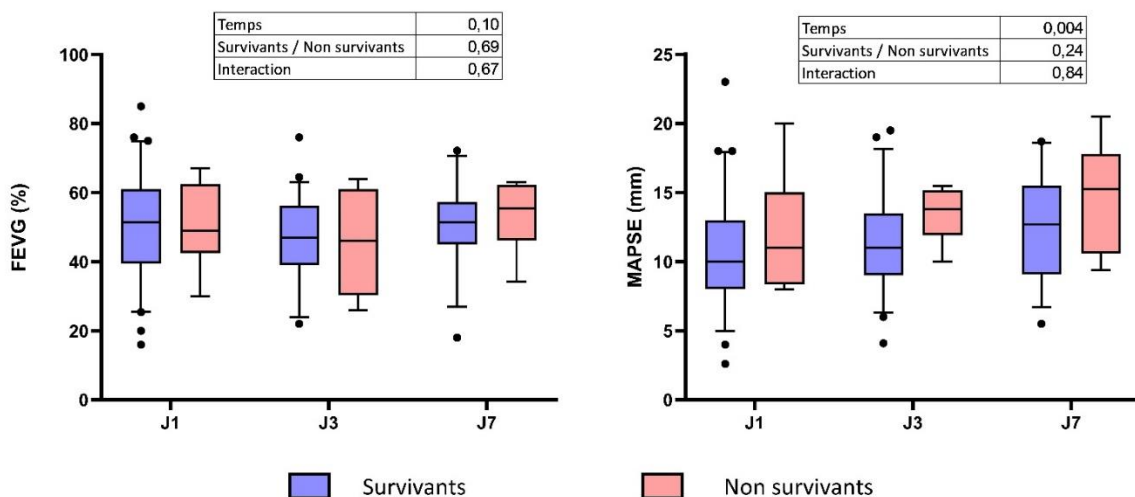 Temps 0,10
Survivants / Non survivants 0,69
Interaction 0,67
FEVG (%)
100
80
60
40
20
0
J1 J3 J7
Temps 0,004
Survivants / Non survivants 0,24
Interaction 0,84
MAPSE (mm)
25
20
15
10
5
0
J1 J3 J7
Survivants Non survivants